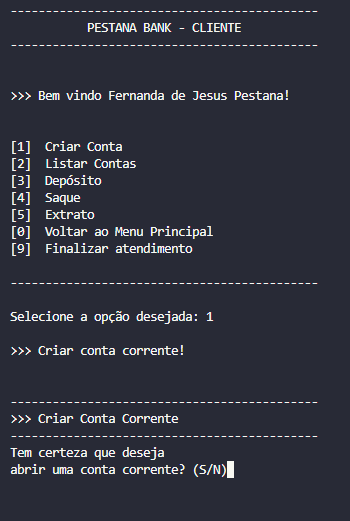 --------------------------------------------
PESTANA BANK - CLIENTE
--------------------------------------------
>>> Bem vindo Fernanda de Jesus Pestana!
[1] Criar Conta
[2] Listar Contas
[3] Depósito
[4] Saque
[5] Extrato
[0] Voltar ao Menu Principal
[9] Finalizar atendimento
--------------------------------------------
Selecione a opção desejada: 1
>>> Criar conta corrente!
--------------------------------------------
>>> Criar Conta Corrente
--------------------------------------------
Tem certeza que deseja
abrir uma conta corrente? (S/N)